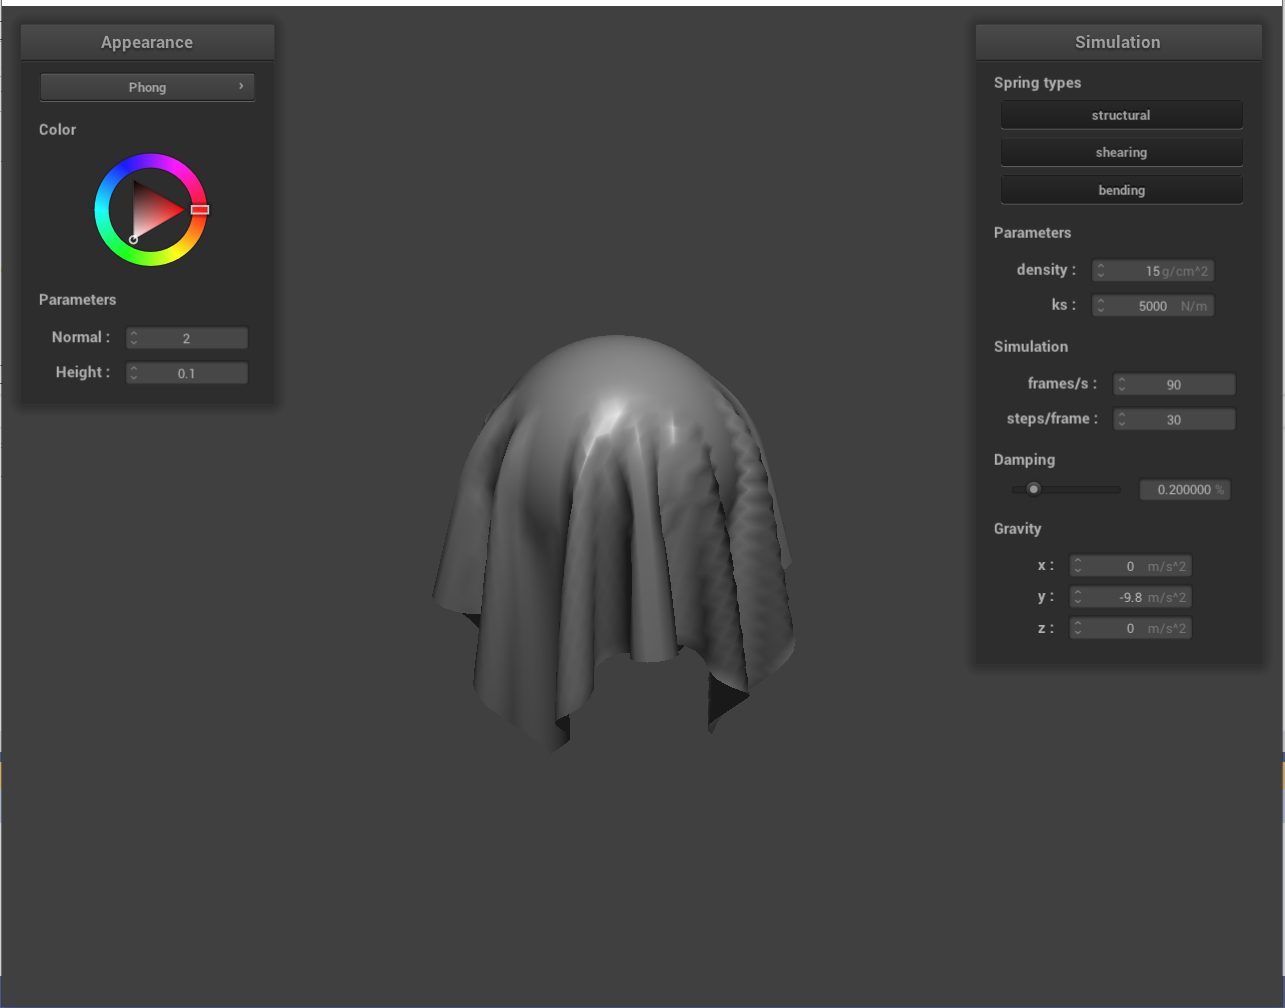 Appearance
Phong ›
Color
Parameters
Normal : 2
Height : 0.1
Simulation
Spring types
structural
shearing
bending
Parameters
density : 15 g/cm^2
ks : 5000 N/m
Simulation
frames/s : 90
steps/frame : 30
Damping
0.200000 %
Gravity
x : 0 m/s^2
y : -9.8 m/s^2
z : 0 m/s^2